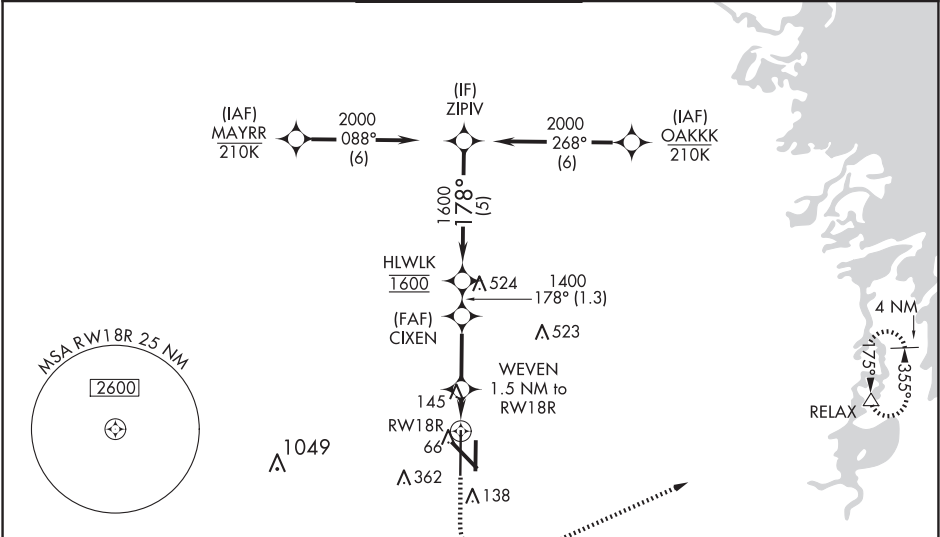 (IAF)
MAYRR
210K
2000
088°
(6)
(IF)
ZIPIV
2000
268°
(6)
(IAF)
OAKKK
210K
1600
178°
(5)
HLWLK
1600
524
1400
178° (1.3)
(FAF)
CIXEN
523
4 NM
175°
355°
RELAX
MSA RW18R 25 NM
2600
WEVEN
1.5 NM to
RW18R
145
RW18R
66
1049
362
138